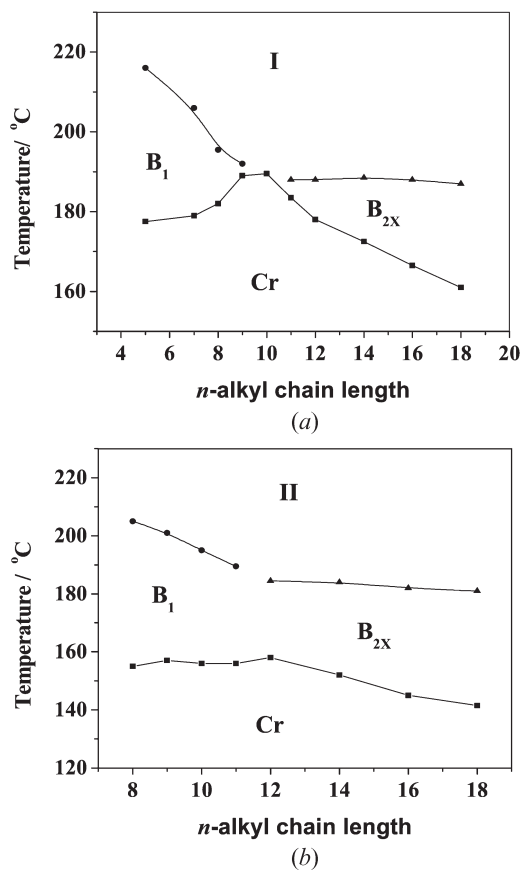 220
200
180
160
Temperature/ °C
I
B1
B2X
Cr
4 6 8 10 12 14 16 18 20
n-alkyl chain length
(a)
220
200
180
160
140
120
Temperature / °C
II
B1
B2X
Cr
8 10 12 14 16 18
n-alkyl chain length
(b)